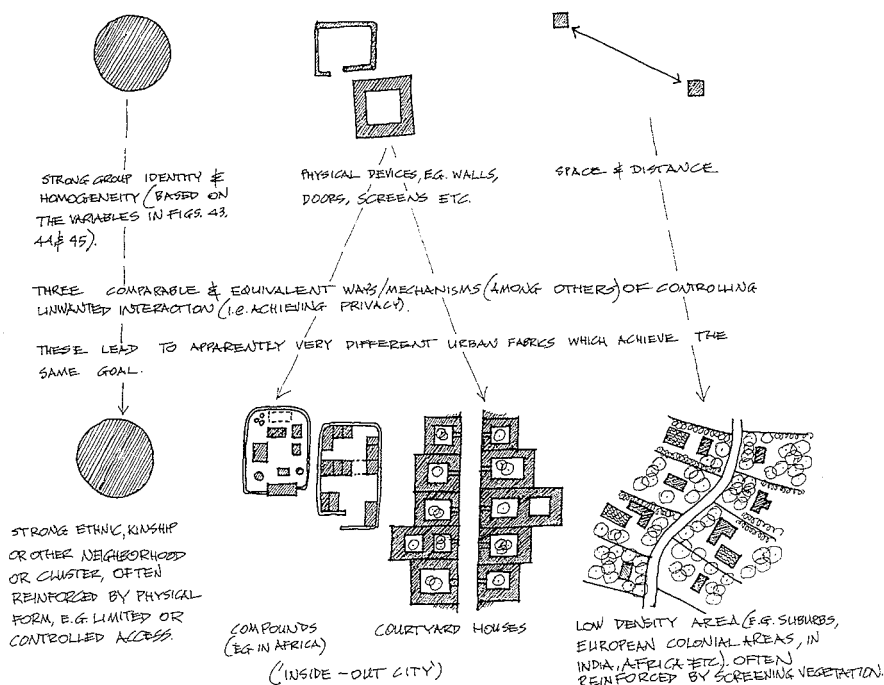 STRONG GROUP IDENTITY &
HOMOGENEITY (BASED ON
THE VARIABLES IN FIGS. 43,
44 & 45).
PHYSICAL DEVICES, E.G. WALLS,
DOORS, SCREENS ETC.
SPACE & DISTANCE
THREE COMPARABLE & EQUIVALENT WAYS/MECHANISMS (AMONG OTHERS) OF CONTROLLING
UNWANTED INTERACTION (i.e. ACHIEVING PRIVACY).
THESE LEAD TO APPARENTLY VERY DIFFERENT URBAN FABRICS WHICH ACHIEVE THE
SAME GOAL.
STRONG ETHNIC, KINSHIP
OR OTHER NEIGHBORHOOD
OR CLUSTER, OFTEN
REINFORCED BY PHYSICAL
FORM, E.G. LIMITED OR
CONTROLLED ACCESS.
COMPOUNDS
(EG IN AFRICA)
COURTYARD HOUSES
('INSIDE-OUT CITY')
LOW DENSITY AREA (E.G. SUBURBS,
EUROPEAN COLONIAL AREAS, IN
INDIA, AFRICA ETC). OFTEN
REINFORCED BY SCREENING VEGETATION.